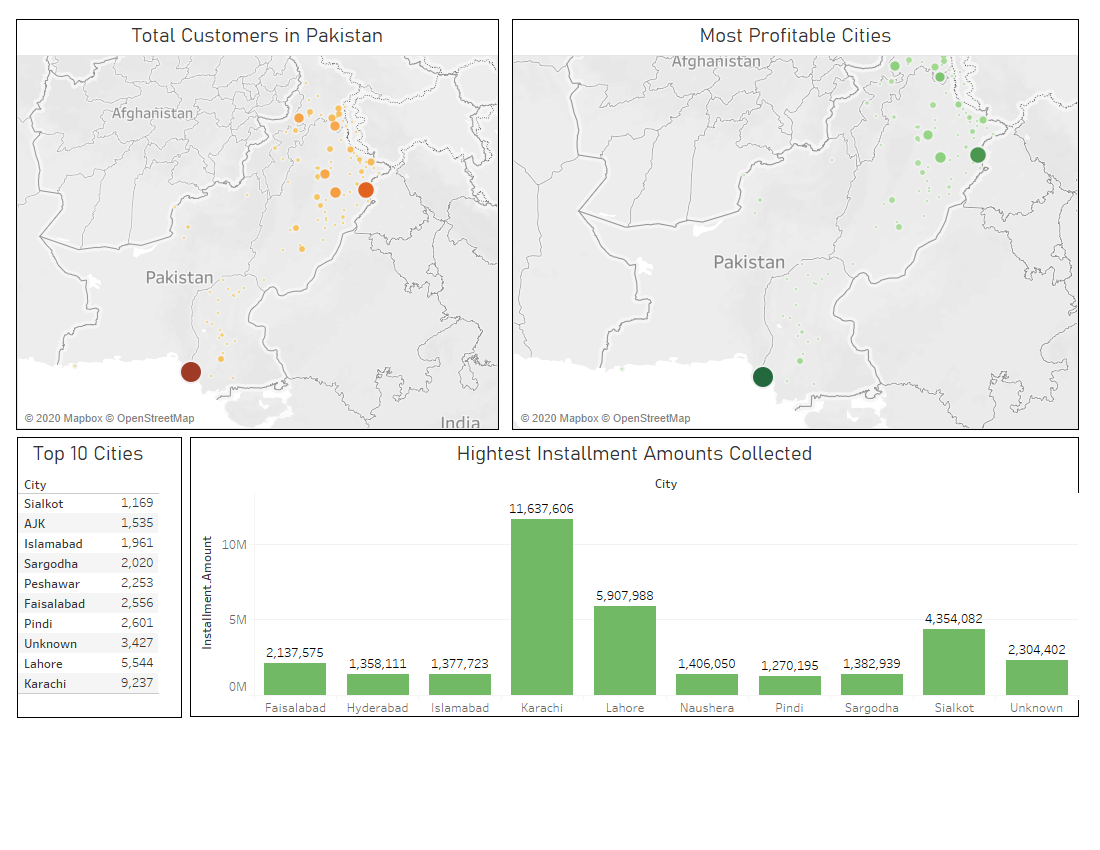 Total Customers in Pakistan
Afghanistan
Pakistan
© 2020 Mapbox © OpenStreetMap
India
Most Profitable Cities
Afghanistan
Pakistan
© 2020 Mapbox © OpenStreetMap
Top 10 Cities
City
Sialkot 1,169
AJK 1,535
Islamabad 1,961
Sargodha 2,020
Peshawar 2,253
Faisalabad 2,556
Pindi 2,601
Unknown 3,427
Lahore 5,544
Karachi 9,237
Hightest Installment Amounts Collected
City
Installment.Amount
10M
5M
0M
2,137,575
1,358,111
1,377,723
11,637,606
5,907,988
1,406,050
1,270,195
1,382,939
4,354,082
2,304,402
Faisalabad Hyderabad Islamabad Karachi Lahore Naushera Pindi Sargodha Sialkot Unknown